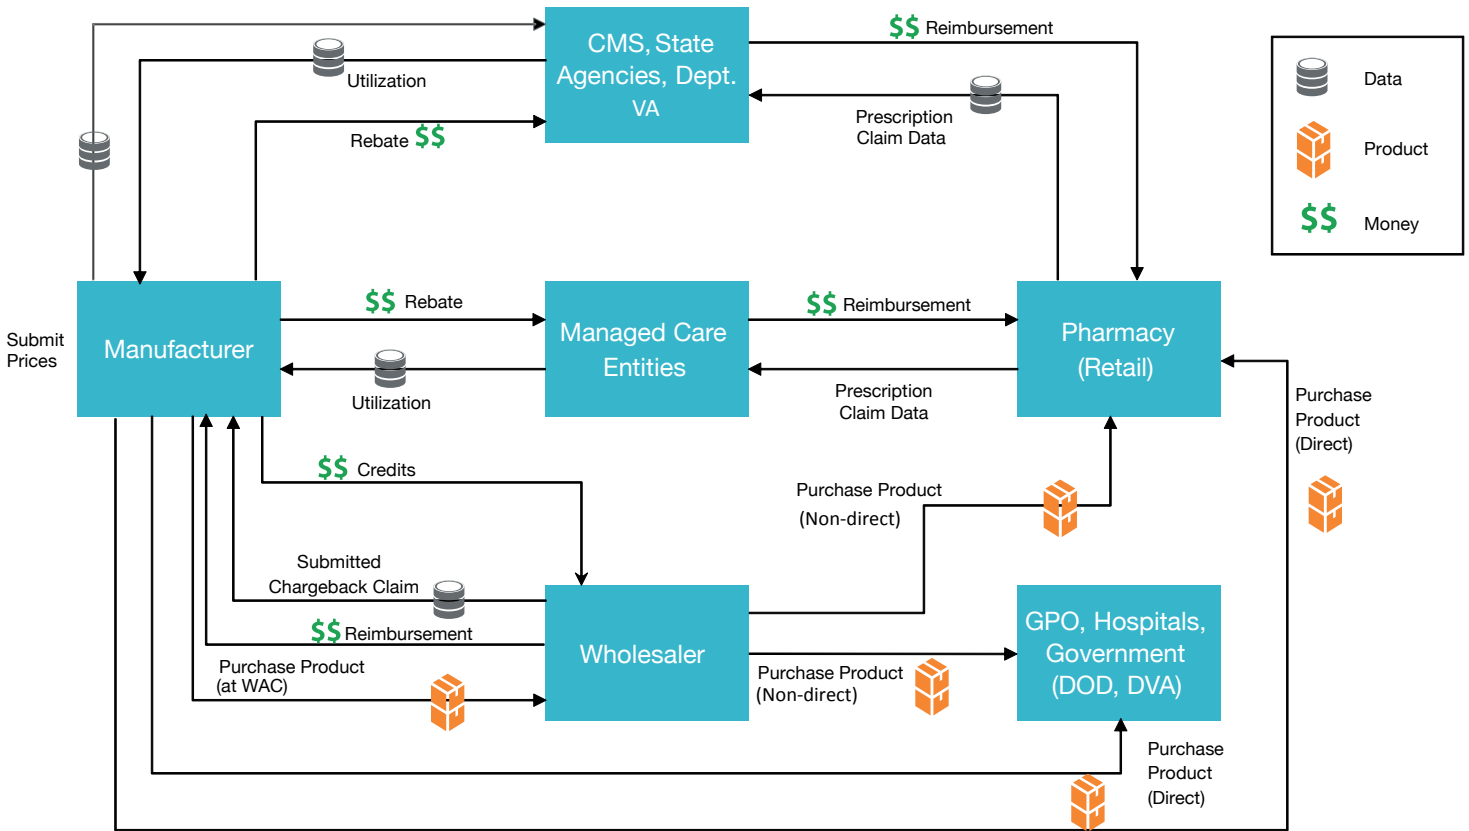 $$ Reimbursement
CMS, State
Agencies, Dept.
VA
Utilization
Rebate $$
Prescription
Claim Data
Data
Product
$$ Money
Submit
Prices
Manufacturer
$$ Rebate
Utilization
Managed Care
Entities
$$ Reimbursement
Prescription
Claim Data
Pharmacy
(Retail)
Purchase
Product
(Direct)
$$ Credits
Purchase Product
(Non-direct)
Submitted
Chargeback Claim
$$ Reimbursement
Purchase Product
(at WAC)
Wholesaler
Purchase Product
(Non-direct)
GPO, Hospitals,
Government
(DOD, DVA)
Purchase
Product
(Direct)